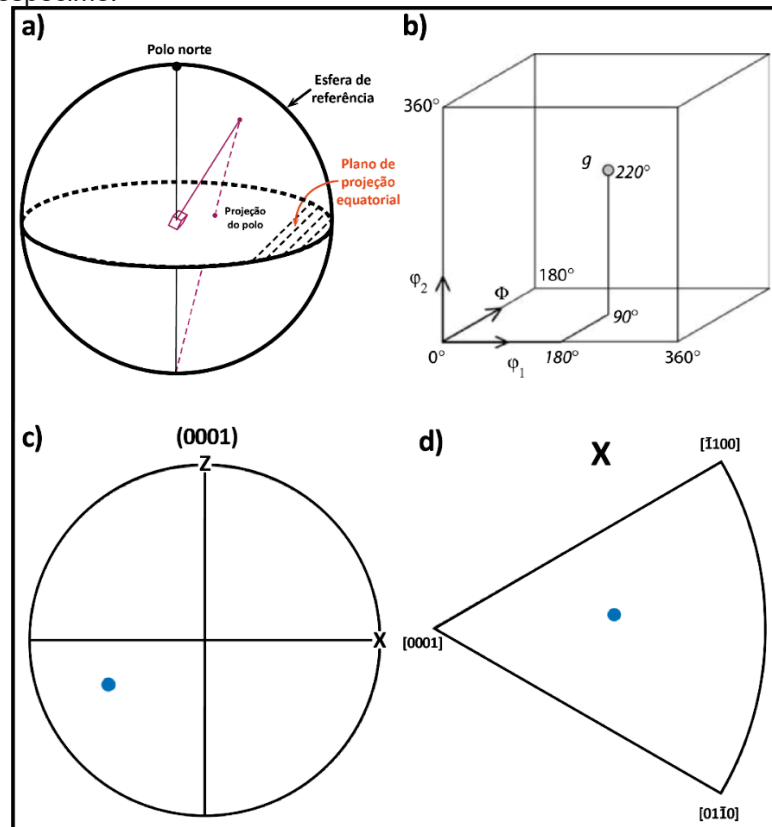 espécime.
a)
Polo norte
Esfera de
referência
Plano de
projeção
equatorial
Projeção
do polo
b)
360°
g
220°
φ2
Φ
180°
90°
0°
180°
360°
φ1
c)
(0001)
Z
X
d)
X
[1̄100]
[0001]
[011̄0]